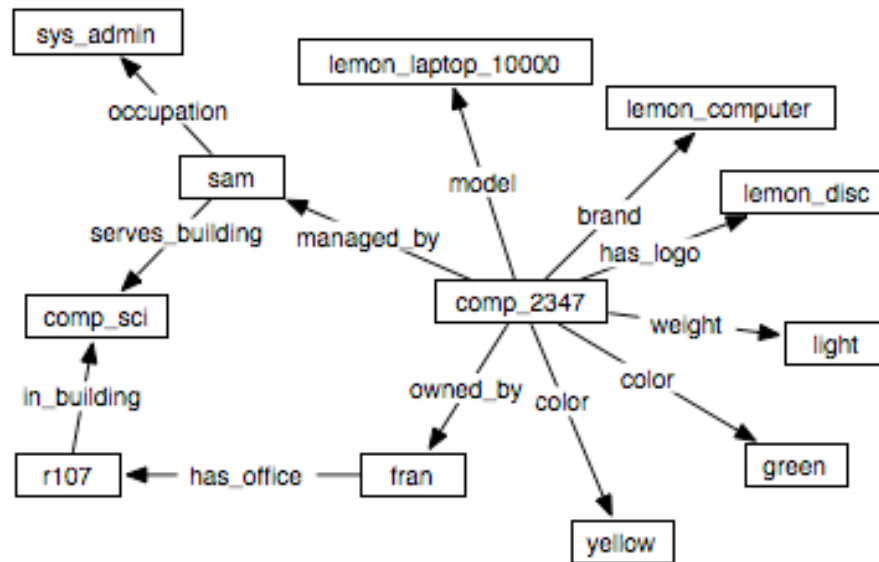 sys_admin
lemon_laptop_10000
lemon_computer
occupation
sam
model
lemon_disc
brand
serves_building
managed_by
has_logo
comp_2347
comp_sci
weight
light
color
in_building
owned_by
color
r107
has_office
fran
green
yellow